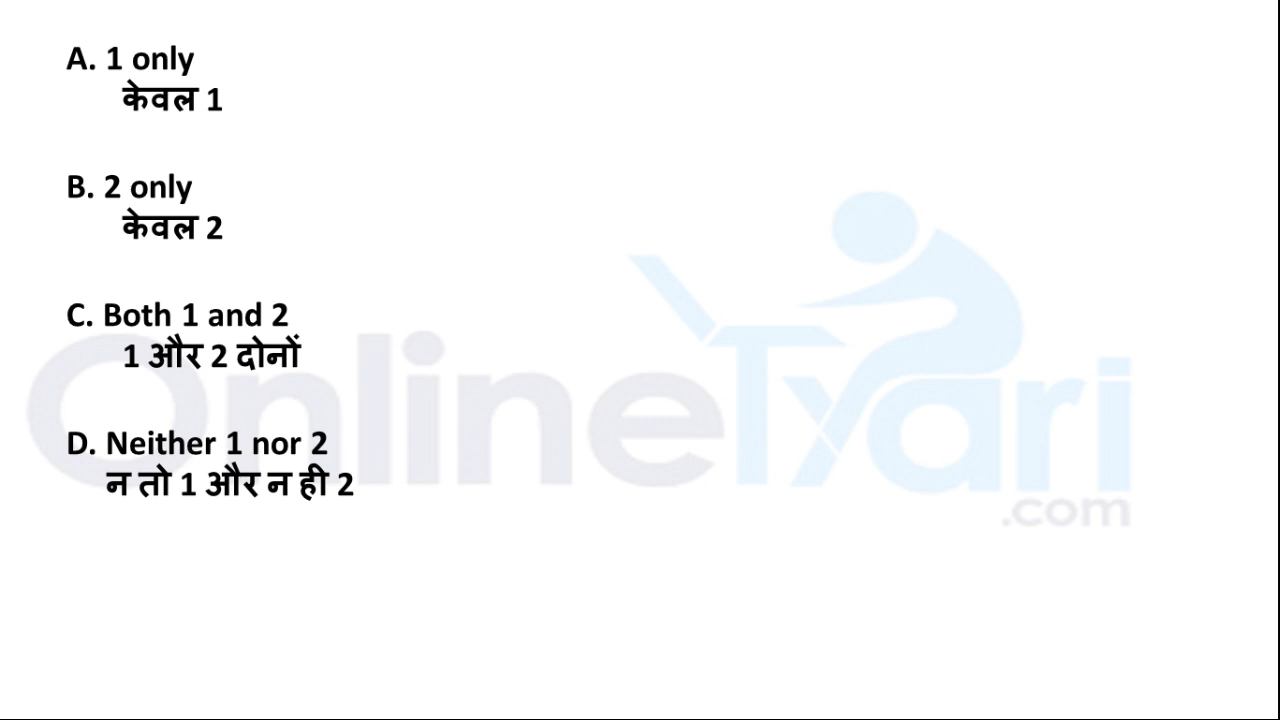 A. 1 only
केवल 1
B. 2 only
केवल 2
C. Both 1 and 2
1 और 2 दोनों
D. Neither 1 nor 2
न तो 1 और न ही 2
OnlineTyari
.com